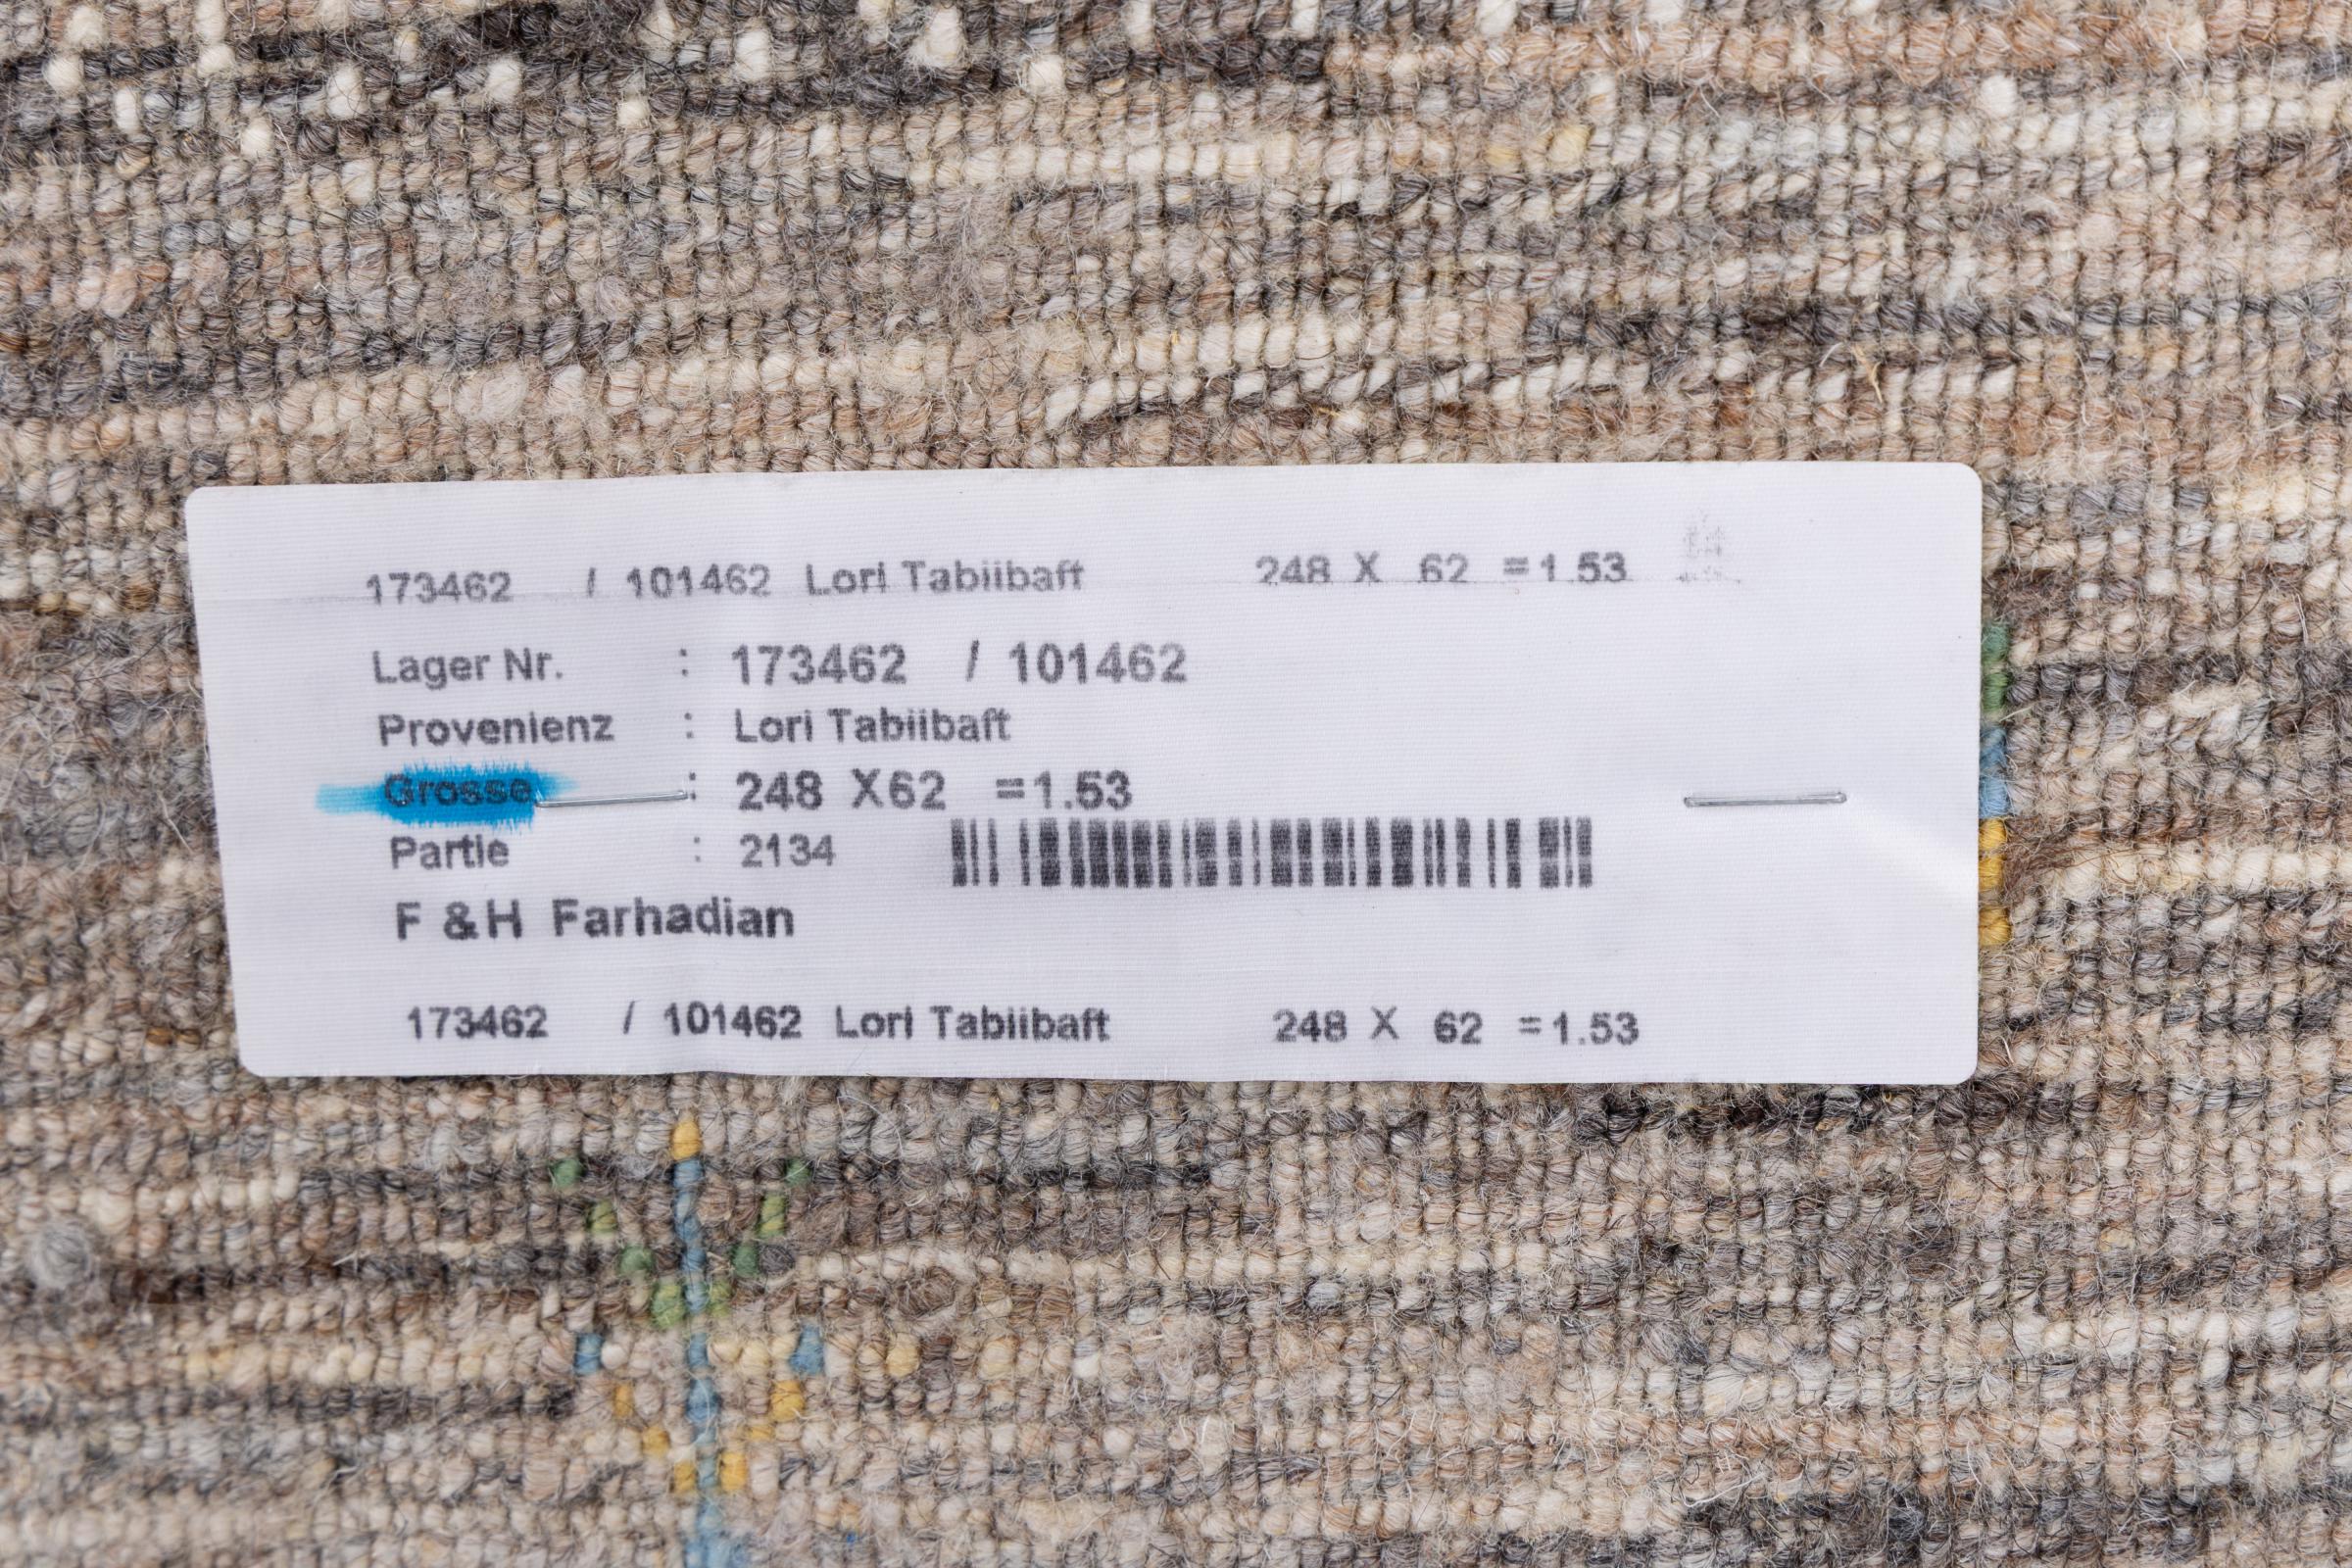 173462 / 101462 Lori Tabiibaft 248 X 62 =1.53
Lager Nr. : 173462 / 101462
Provenienz : Lori Tabiibaft
Grosse : 248 X62 =1.53
Partie : 2134
F & H Farhadian
173462 / 101462 Lori Tabiibaft 248 X 62 =1.53